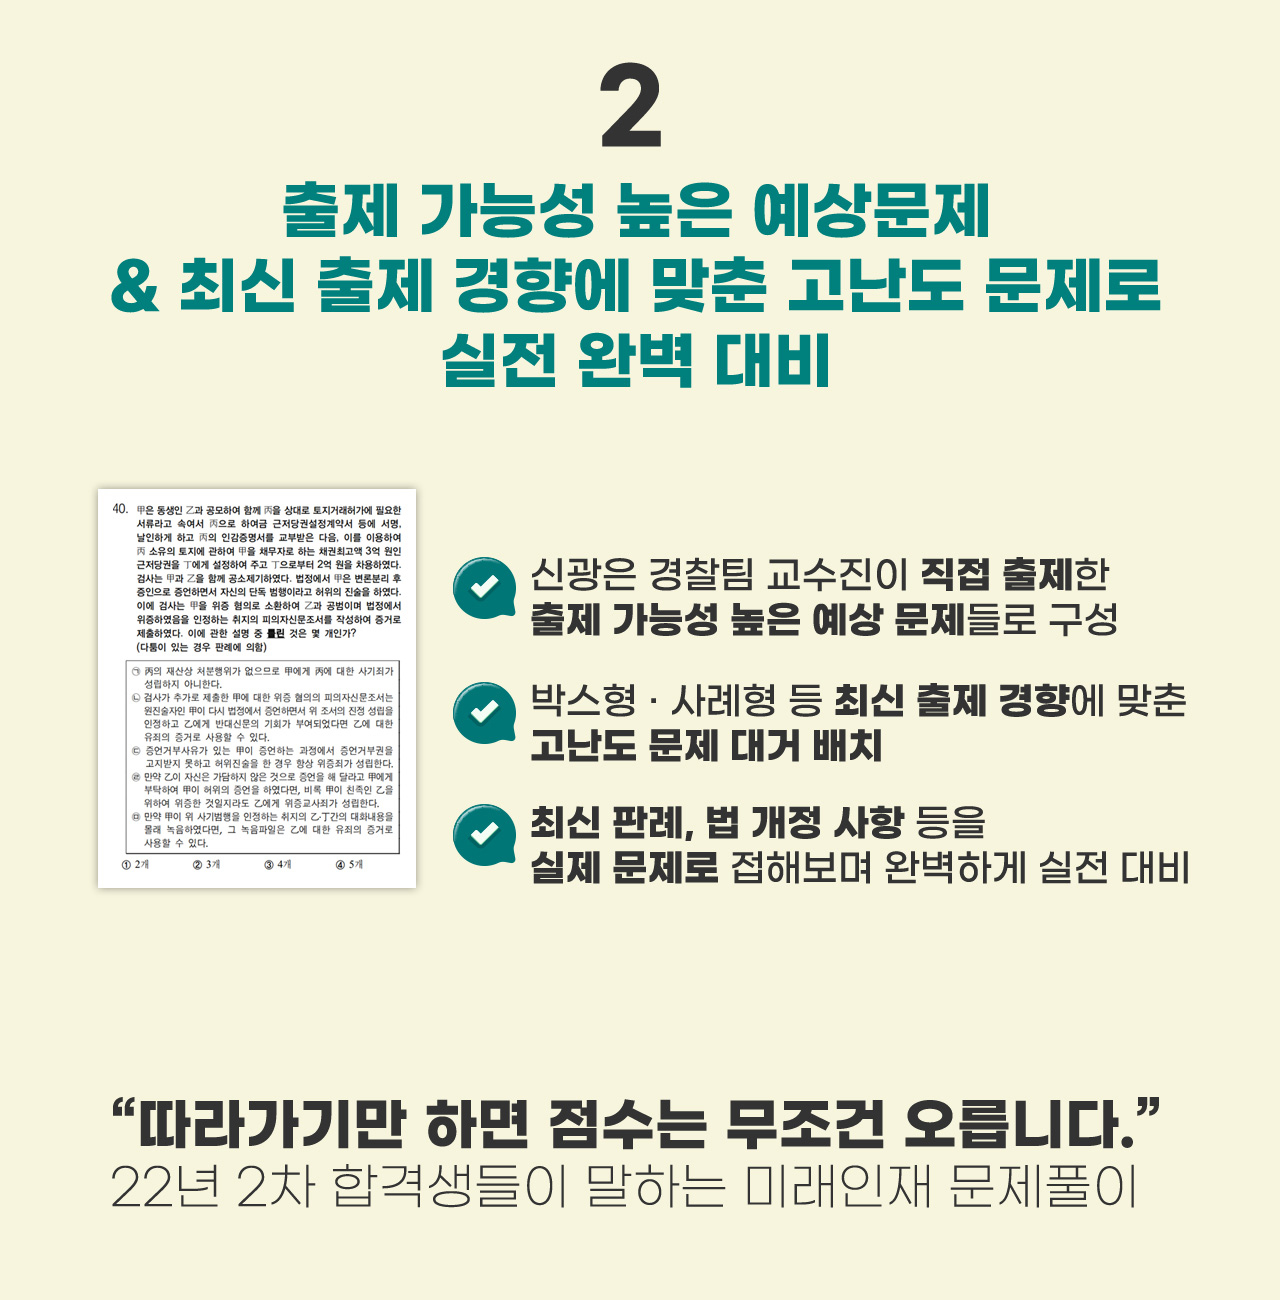 2
출제 가능성 높은 예상문제
& 최신 출제 경향에 맞춘 고난도 문제로
실전 완벽 대비
40. 甲은 동생인 乙과 공모하여 함께 丙을 상대로 토지거래허가에 필요한
서류라고 속여서 丙으로 하여금 근저당권설정계약서 등에 서명,
날인하게 하고 丙의 인감증명서를 교부받은 다음, 이를 이용하여
丙 소유의 토지에 관하여 甲을 채무자로 하는 채권최고액 3억 원인
근저당권을 丁에게 설정하여 주고 丁으로부터 2억 원을 차용하였다.
검사는 甲과 乙을 함께 공소제기하였다. 법정에서 甲은 변론분리 후
증인으로 증언하면서 자신의 단독 범행이라고 허위의 진술을 하였다.
이에 검사는 甲을 위증 혐의로 소환하여 乙과 공범이며 법정에서
위증하였음을 인정하는 취지의 피의자신문조서를 작성하여 증거로
제출하였다. 이에 관한 설명 중 틀린 것은 몇 개인가?
(다툼이 있는 경우 판례에 의함)
㉠ 丙의 재산상 처분행위가 없으므로 甲에게 丙에 대한 사기죄가
성립하지 아니한다.
㉡ 검사가 추가로 제출한 甲에 대한 위증 혐의의 피의자신문조서는
원진술자인 甲이 다시 법정에서 증언하면서 위 조서의 진정 성립을
인정하고 乙에게 반대신문의 기회가 부여되었다면 乙에 대한
유죄의 증거로 사용할 수 있다.
㉢ 증언거부사유가 있는 甲이 증언하는 과정에서 증언거부권을
고지받지 못하고 허위진술을 한 경우 항상 위증죄가 성립한다.
㉣ 만약 乙이 자신은 가담하지 않은 것으로 증언을 해 달라고 甲에게
부탁하여 甲이 허위의 증언을 하였다면, 비록 甲이 친족인 乙을
위하여 위증한 것일지라도 乙에게 위증교사죄가 성립한다.
㉤ 만약 甲이 위 사기범행을 인정하는 취지의 乙·丁간의 대화내용을
몰래 녹음하였다면, 그 녹음파일은 乙에 대한 유죄의 증거로
사용할 수 있다.
① 2개 ② 3개 ③ 4개 ④ 5개
신광은 경찰팀 교수진이 직접 출제한
출제 가능성 높은 예상 문제들로 구성
박스형 · 사례형 등 최신 출제 경향에 맞춘
고난도 문제 대거 배치
최신 판례, 법 개정 사항 등을
실제 문제로 접해보며 완벽하게 실전 대비
“따라가기만 하면 점수는 무조건 오릅니다.”
22년 2차 합격생들이 말하는 미래인재 문제풀이